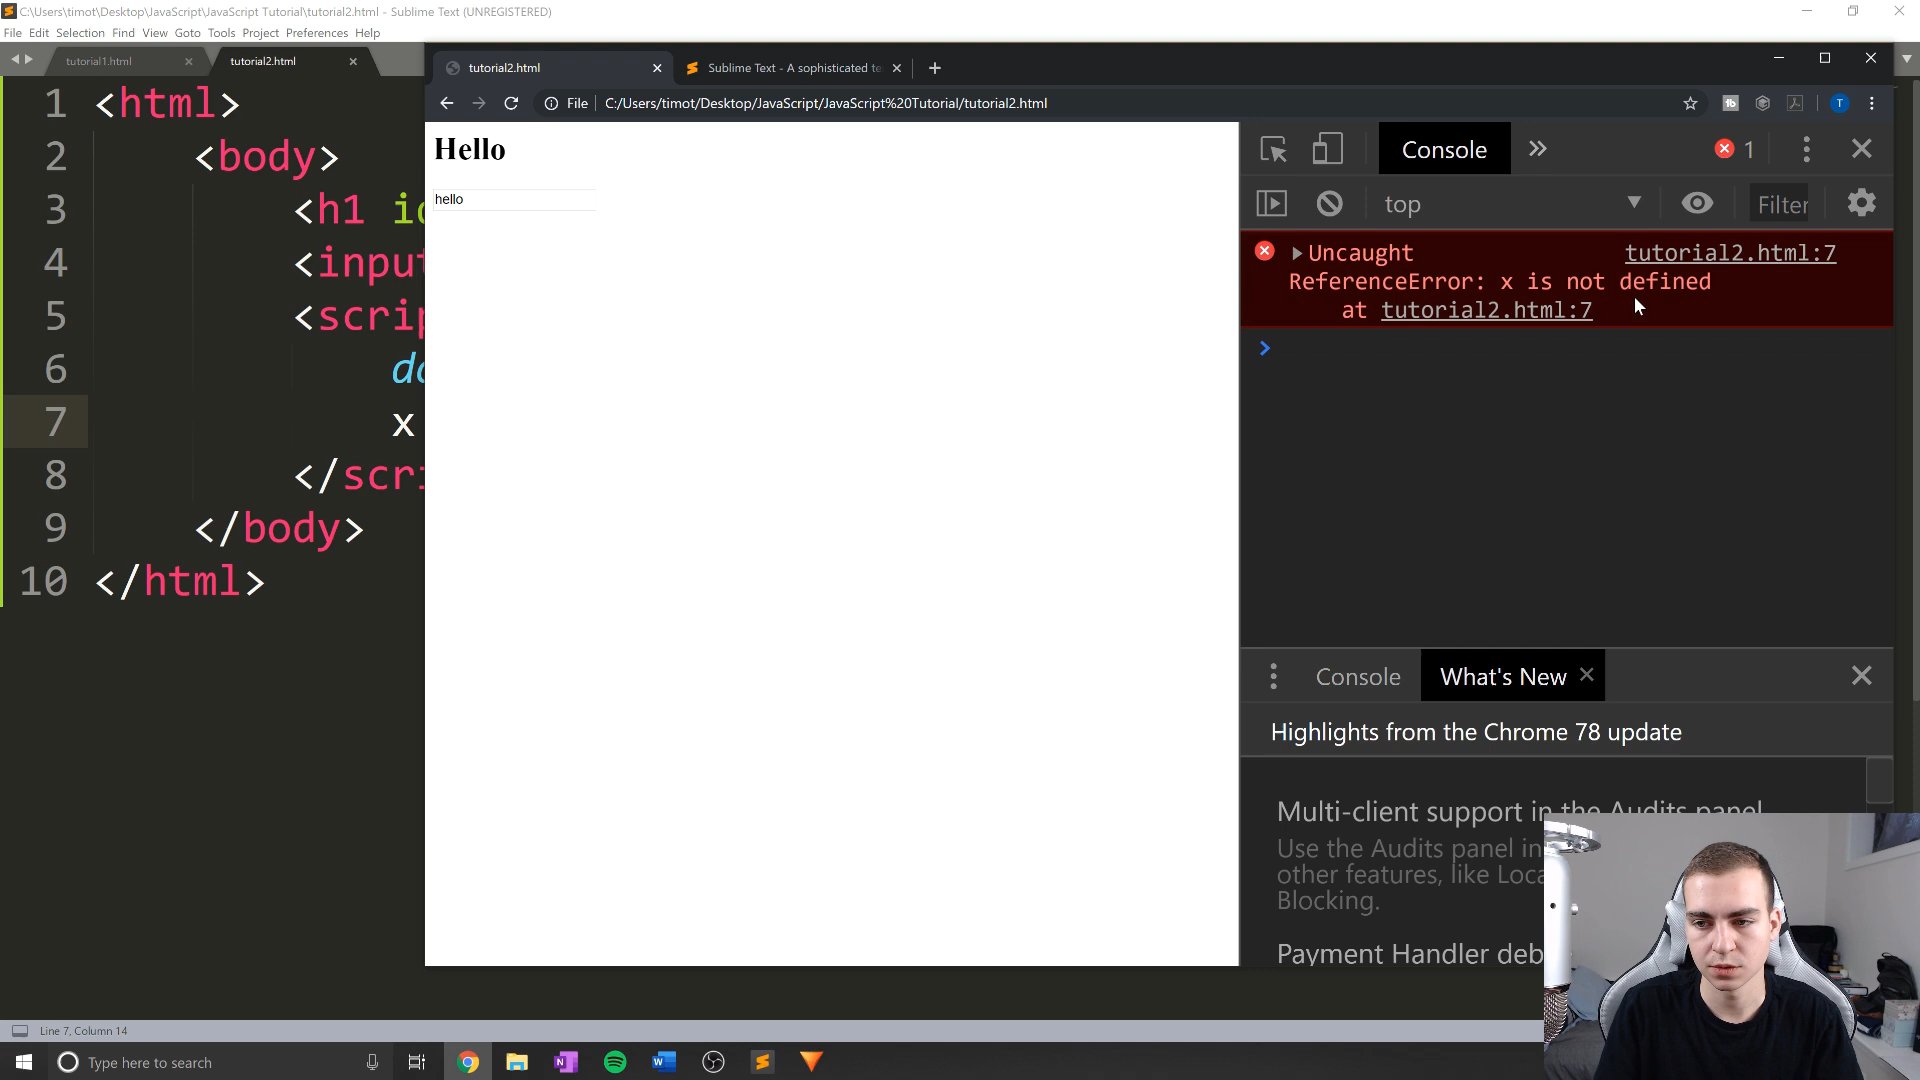 C:\Users\timot\Desktop\JavaScript\JavaScript Tutorial\tutorial2.html - Sublime Text (UNREGISTERED)
File Edit Selection Find View Goto Tools Project Preferences Help
tutorial1.html
tutorial2.html
1 <html>
2 <body>
3 <h1
4 <input
5
6
7 x
8
9 </body>
10 </html>
tutorial2.html
Sublime Text - A sophisticated te
File C:/Users/timot/Desktop/JavaScript/JavaScript%20Tutorial/tutorial2.html
T
Hello
hello
Console
1
top
Filter
Uncaught tutorial2.html:7
ReferenceError: x is not defined
at tutorial2.html:7
Console
What's New
Highlights from the Chrome 78 update
Multi-client support in the Audits panel
Use the Audits panel in
other features, like
Blocking.
Payment Handler
Line 7, Column 14
Type here to search